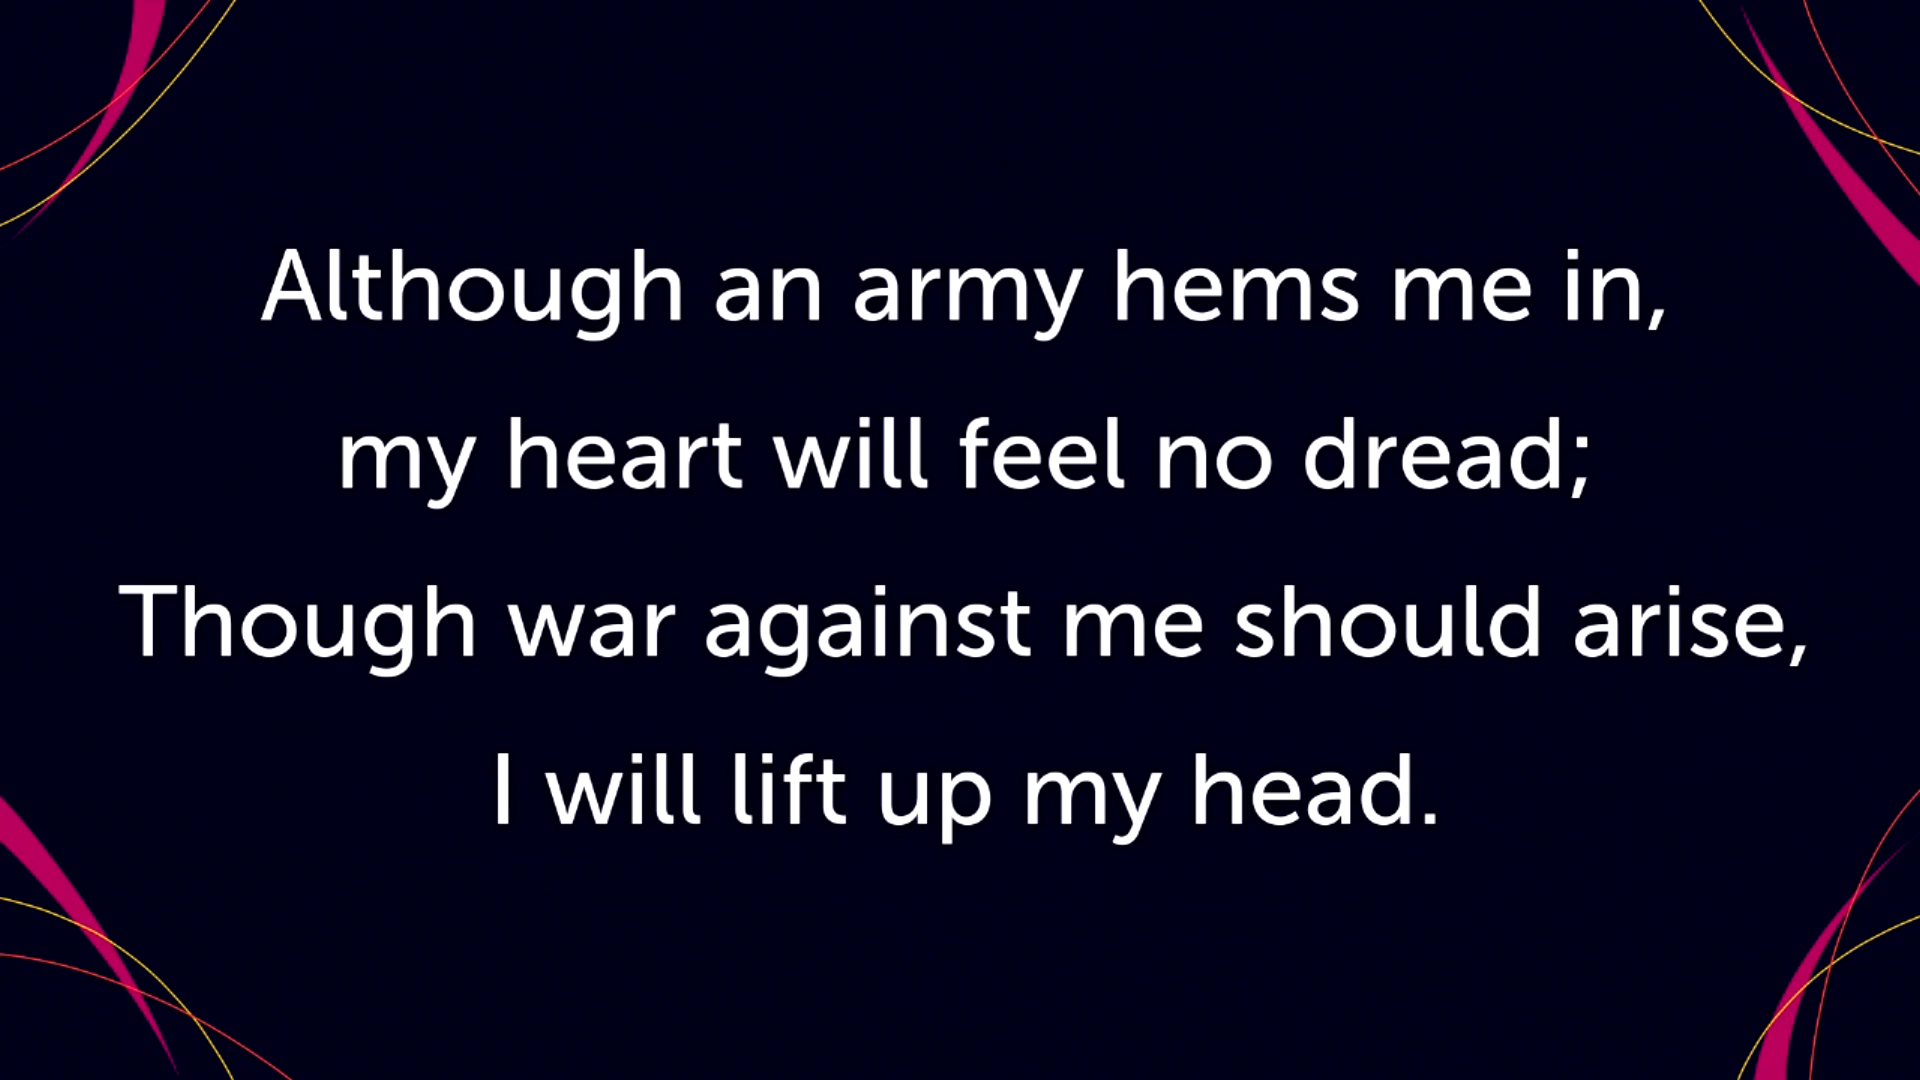 Although an army hems me in,
my heart will feel no dread;
Though war against me should arise,
I will lift up my head.